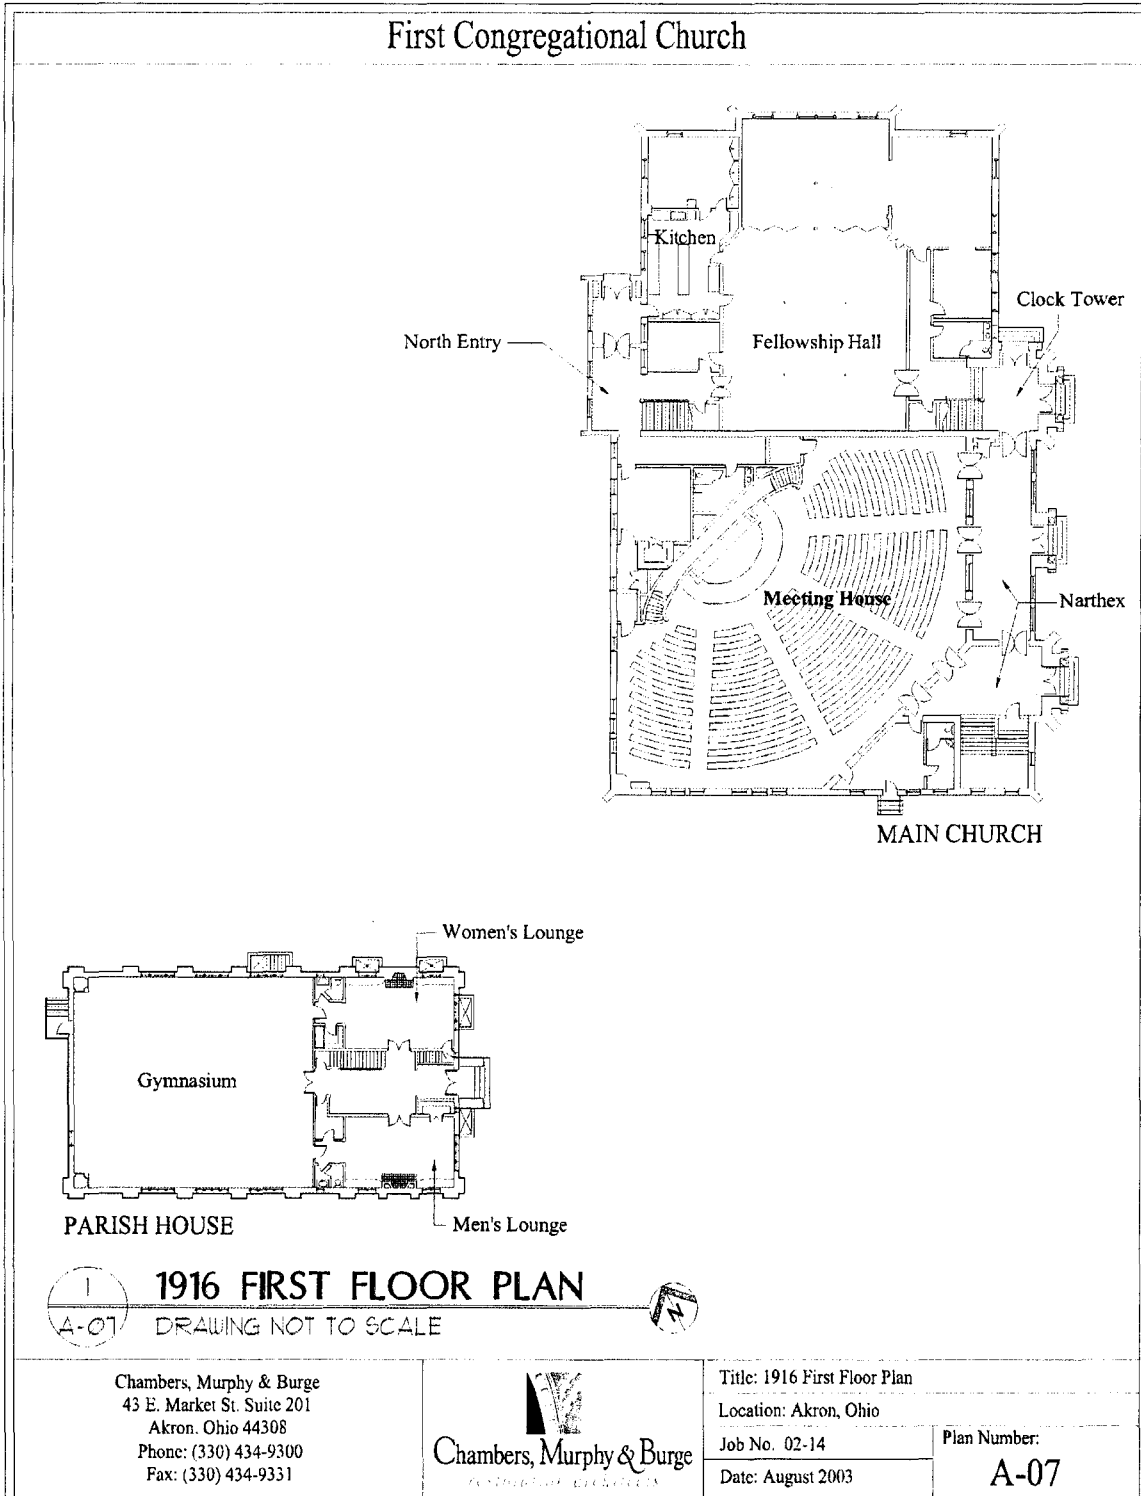 First Congregational Church
Kitchen
Clock Tower
North Entry
Fellowship Hall
Meeting House
Narthex
MAIN CHURCH
Women's Lounge
Gymnasium
PARISH HOUSE
Men's Lounge
1
A-07
1916 FIRST FLOOR PLAN
DRAWING NOT TO SCALE
N
Chambers, Murphy & Burge
43 E. Market St. Suite 201
Akron, Ohio 44308
Phone: (330) 434-9300
Fax: (330) 434-9331
Chambers, Murphy & Burge
restoration architects
Title: 1916 First Floor Plan
Location: Akron, Ohio
Job No. 02-14
Date: August 2003
Plan Number:
A-07